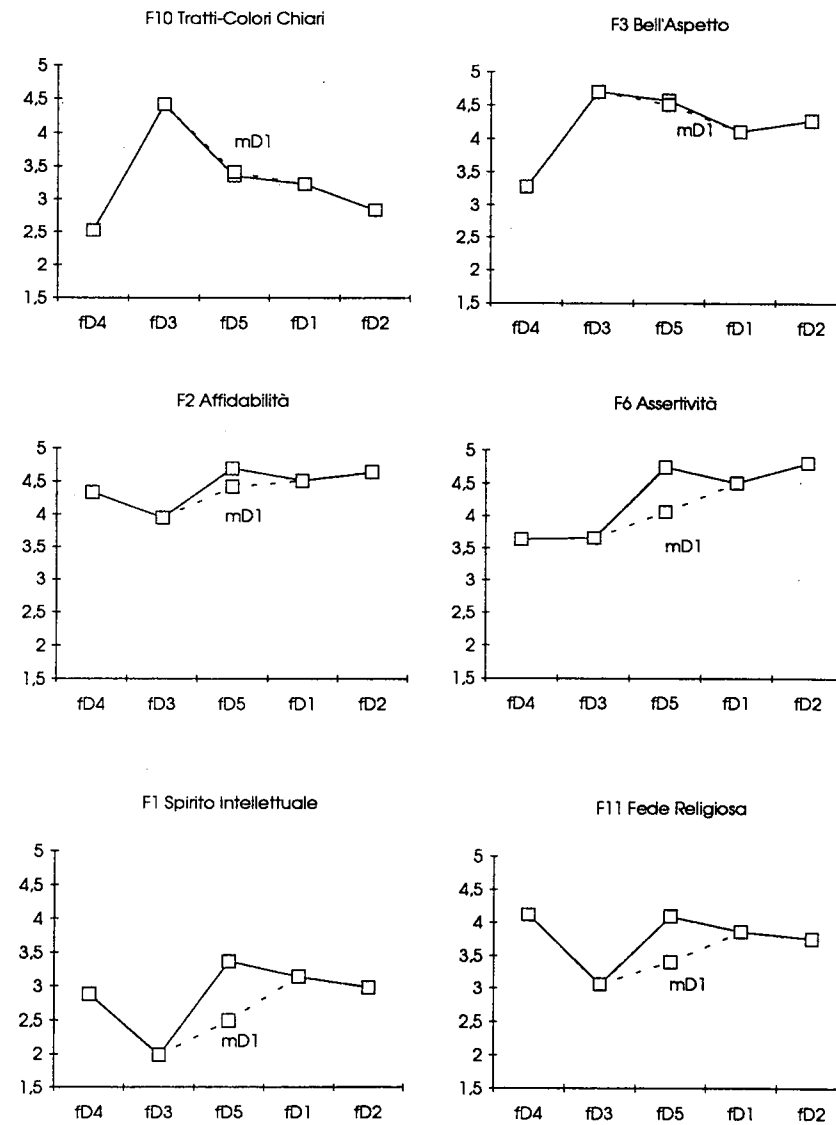 F10 Tratti-Colori Chiari
5
4,5
4
3,5
3
2,5
2
1,5
mD1
fD4 fD3 fD5 fD1 fD2
F3 Bell'Aspetto
5
4,5
4
3,5
3
2,5
2
1,5
mD1
fD4 fD3 fD5 fD1 fD2
F2 Affidabilità
5
4,5
4
3,5
3
2,5
2
1,5
mD1
fD4 fD3 fD5 fD1 fD2
F6 Assertività
5
4,5
4
3,5
3
2,5
2
1,5
mD1
fD4 fD3 fD5 fD1 fD2
F1 Spirito Intellettuale
5
4,5
4
3,5
3
2,5
2
1,5
mD1
fD4 fD3 fD5 fD1 fD2
F11 Fede Religiosa
5
4,5
4
3,5
3
2,5
2
1,5
mD1
fD4 fD3 fD5 fD1 fD2